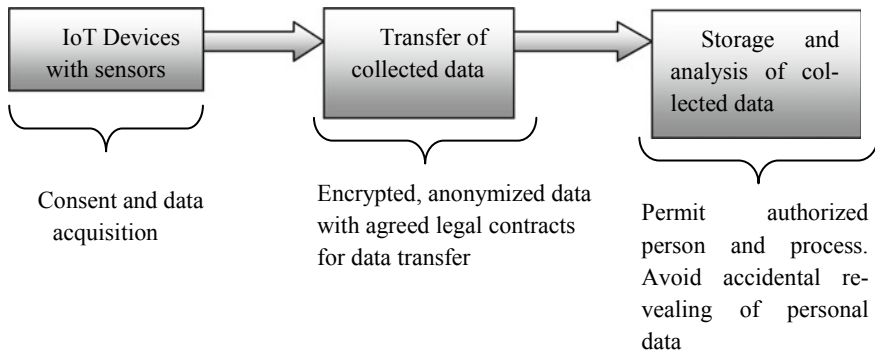 IoT Devices
with sensors
Transfer of
collected data
Storage and
analysis of col-
lected data
Consent and data
acquisition
Encrypted, anonymized data
with agreed legal contracts
for data transfer
Permit authorized
person and process.
Avoid accidental re-
vealing of personal
data